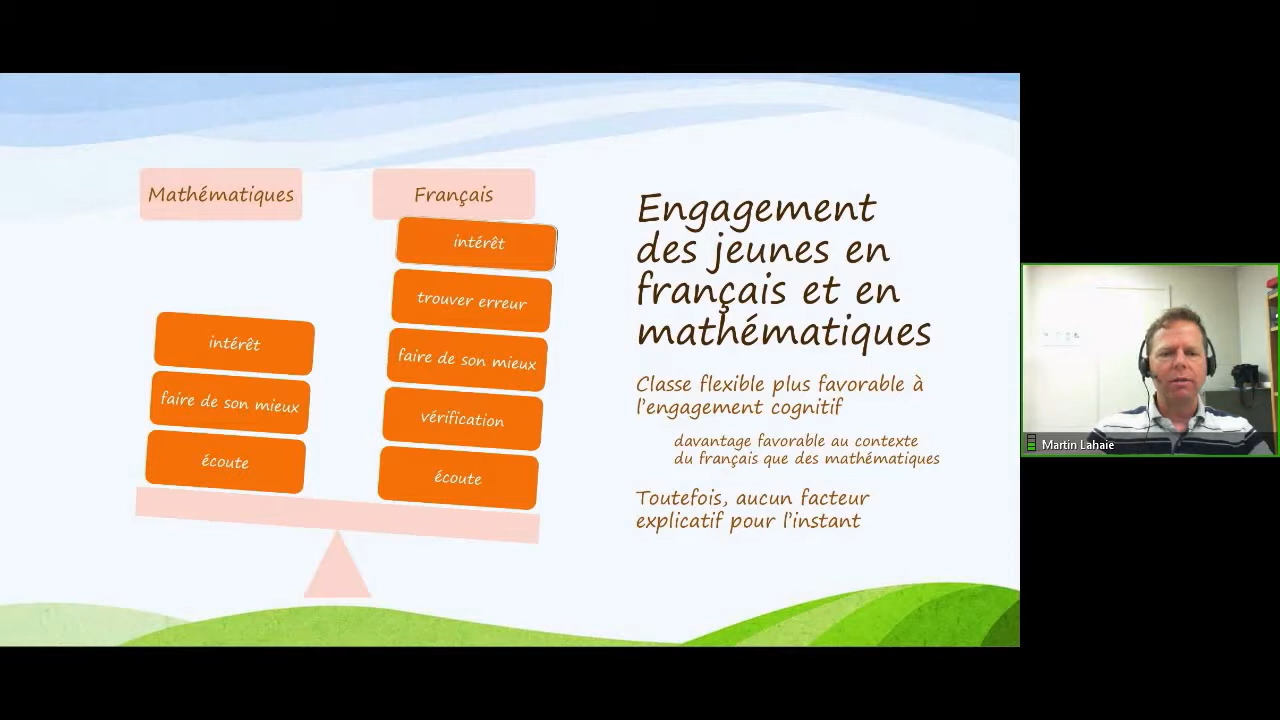 Mathématiques
Français
intérêt
trouver erreur
intérêt
faire de son mieux
faire de son mieux
vérification
écoute
écoute
Engagement
des jeunes en
français et en
mathématiques
Classe flexible plus favorable à
l'engagement cognitif
davantage favorable au contexte
du français que des mathématiques
Toutefois, aucun facteur
explicatif pour l'instant
Martin Lahaie